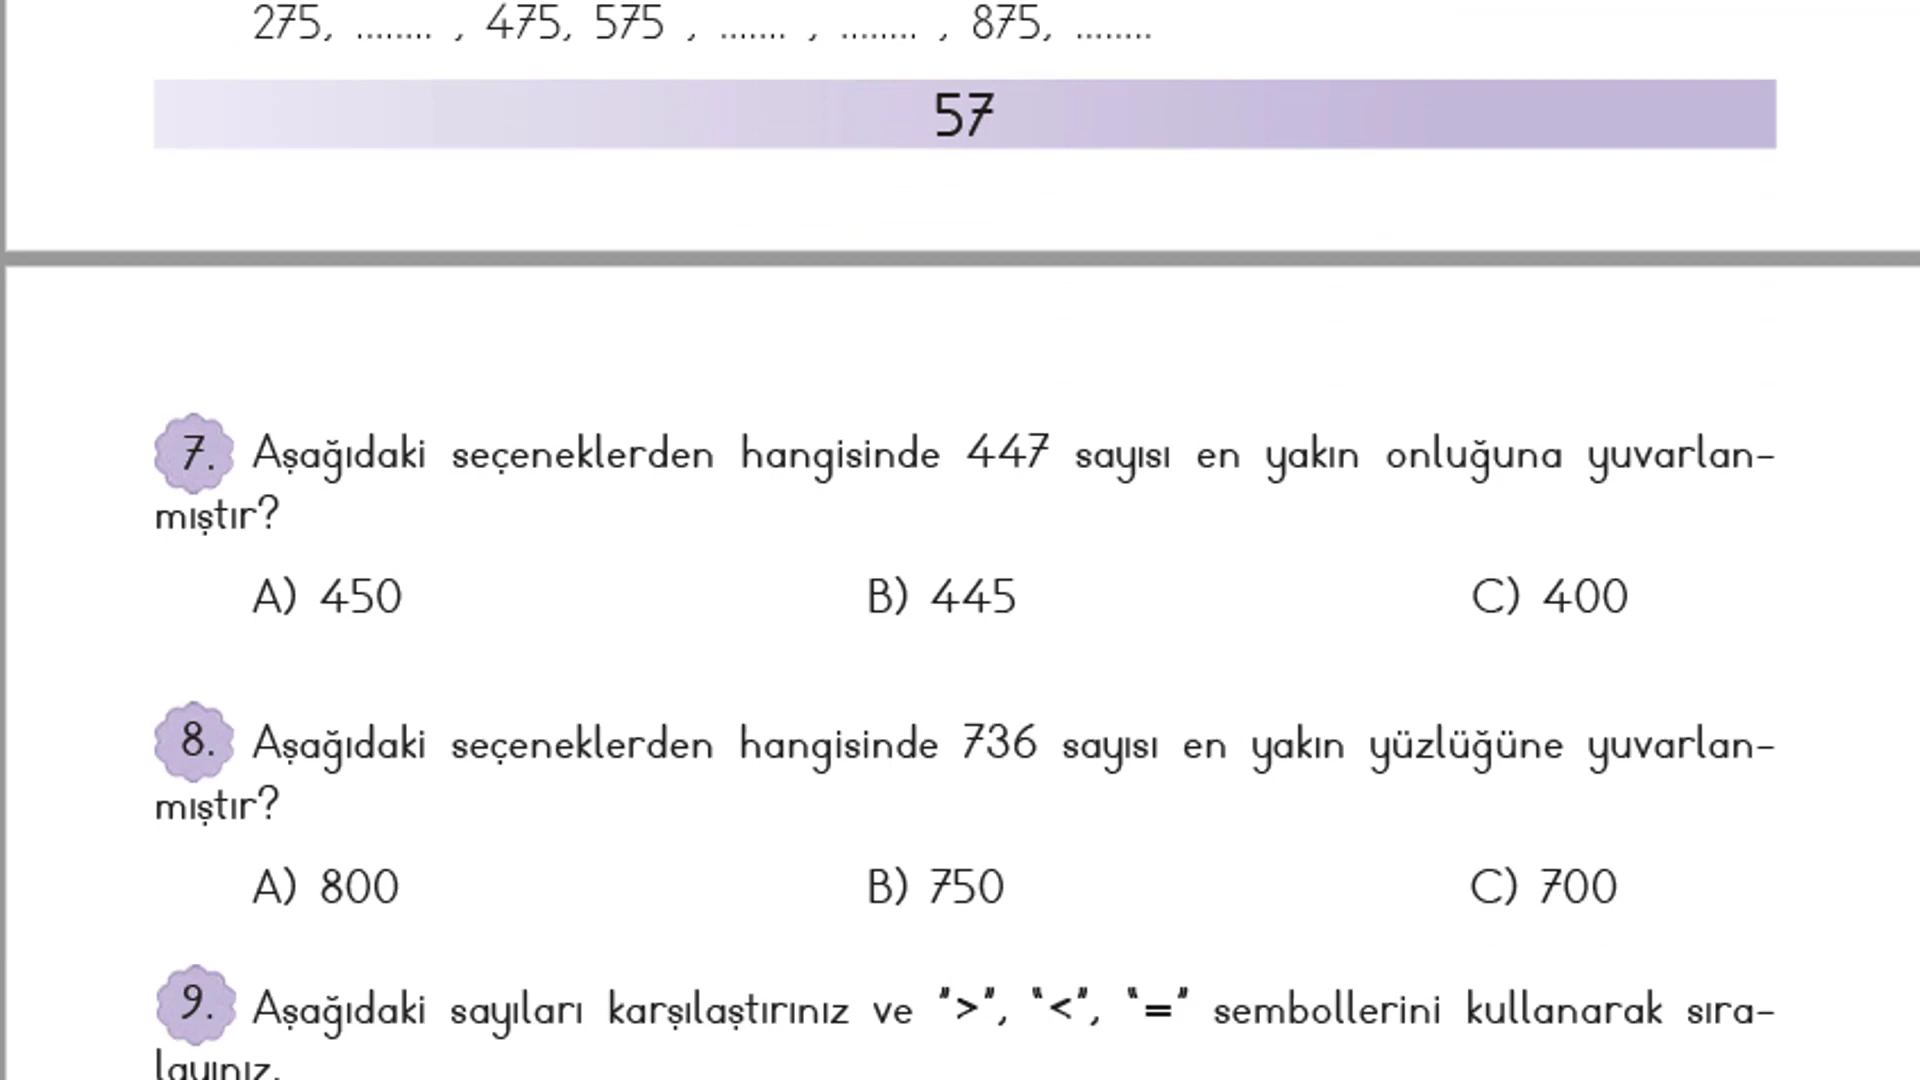 275, ........ , 475, 575 , ....... , ........ , 875, ........
57
7. Aşağıdaki seçeneklerden hangisinde 447 sayısı en yakın onluğuna yuvarlan-
mıştır?
A) 450 B) 445 C) 400
8. Aşağıdaki seçeneklerden hangisinde 736 sayısı en yakın yüzlüğüne yuvarlan-
mıştır?
A) 800 B) 750 C) 700
9. Aşağıdaki sayıları karşılaştırınız ve ">", "<", "=" sembollerini kullanarak sıra-
layınız.